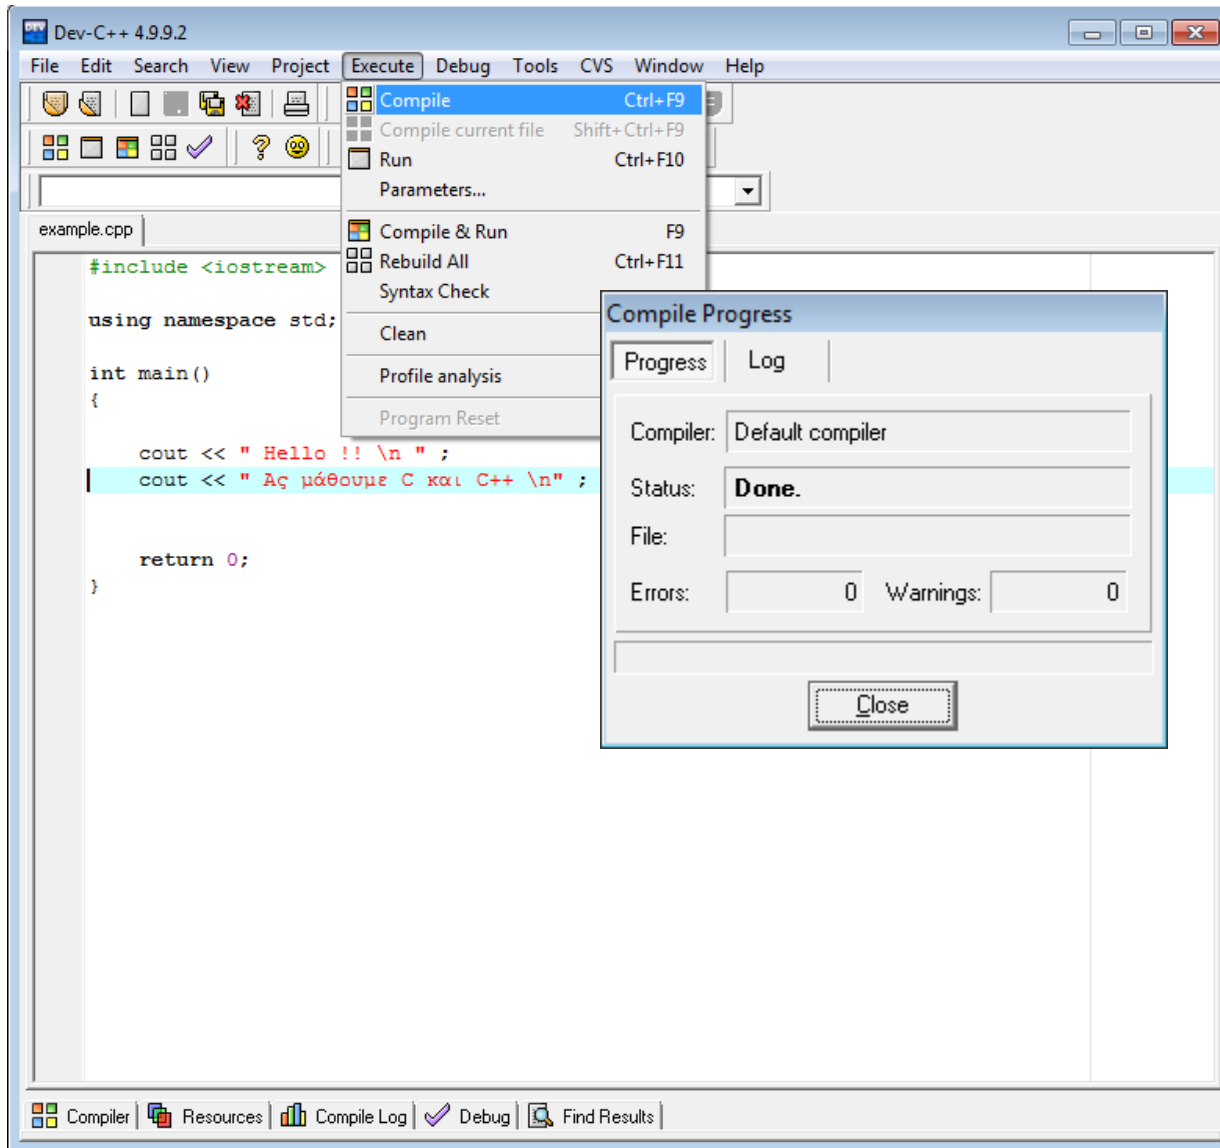 Dev-C++ 4.9.9.2
File Edit Search View Project Execute Debug Tools CVS Window Help
Compile Ctrl+F9
Compile current file Shift+Ctrl+F9
Run Ctrl+F10
Parameters...
Compile & Run F9
Rebuild All Ctrl+F11
Syntax Check
Clean
Profile analysis
Program Reset
example.cpp
#include <iostream>
using namespace std;
int main()
{
cout << " Hello !! \n " ;
cout << " Ας μάθουμε C και C++ \n" ;
return 0;
}
Compile Progress
Progress Log
Compiler: Default compiler
Status: Done.
File:
Errors: 0 Warnings: 0
Close
Compiler Resources Compile Log Debug Find Results